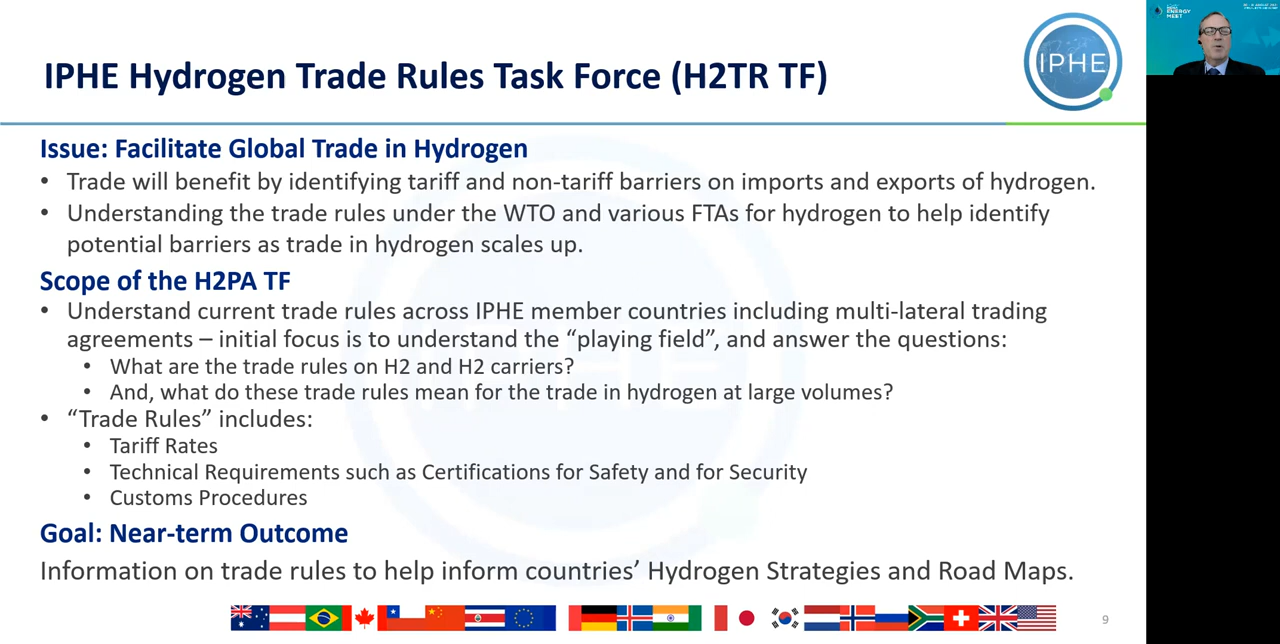 IPHE Hydrogen Trade Rules Task Force (H2TR TF)
IPHE
ENERGY
MEET
Issue: Facilitate Global Trade in Hydrogen
• Trade will benefit by identifying tariff and non-tariff barriers on imports and exports of hydrogen.
• Understanding the trade rules under the WTO and various FTAs for hydrogen to help identify
potential barriers as trade in hydrogen scales up.
Scope of the H2PA TF
• Understand current trade rules across IPHE member countries including multi-lateral trading
agreements – initial focus is to understand the “playing field”, and answer the questions:
• What are the trade rules on H2 and H2 carriers?
• And, what do these trade rules mean for the trade in hydrogen at large volumes?
• “Trade Rules” includes:
• Tariff Rates
• Technical Requirements such as Certifications for Safety and for Security
• Customs Procedures
Goal: Near-term Outcome
Information on trade rules to help inform countries’ Hydrogen Strategies and Road Maps.
9